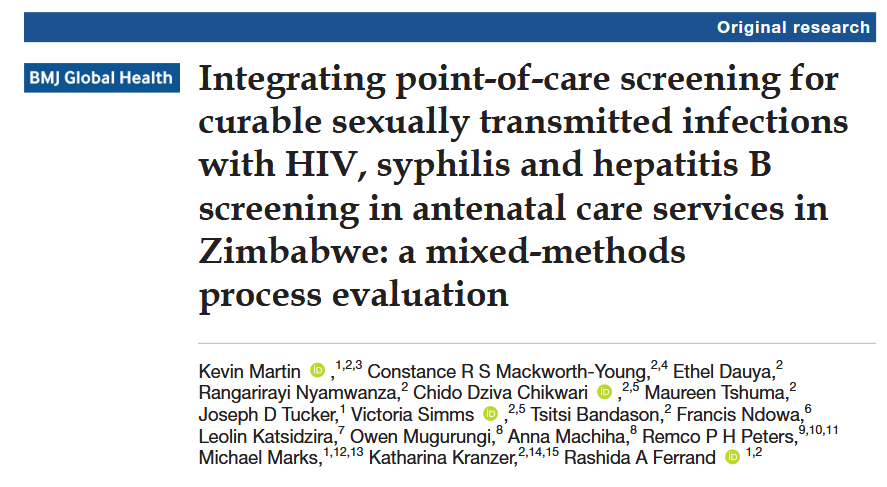 Original research
BMJ Global Health
Integrating point-of-care screening for
curable sexually transmitted infections
with HIV, syphilis and hepatitis B
screening in antenatal care services in
Zimbabwe: a mixed-methods
process evaluation
Kevin Martin iD ,1,2,3 Constance R S Mackworth-Young,2,4 Ethel Dauya,2
Rangarirayi Nyamwanza,2 Chido Dziva Chikwari iD ,2,5 Maureen Tshuma,2
Joseph D Tucker,1 Victoria Simms iD ,2,5 Tsitsi Bandason,2 Francis Ndowa,6
Leolin Katsidzira,7 Owen Mugurungi,8 Anna Machiha,8 Remco P H Peters,9,10,11
Michael Marks,1,12,13 Katharina Kranzer,2,14,15 Rashida A Ferrand iD 1,2